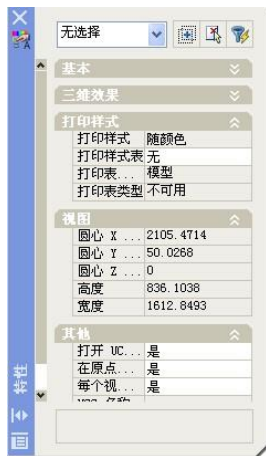 无选择
基本
三维效果
打印样式
打印样式 随颜色
打印样式表 无
打印表... 模型
打印表类型 不可用
视图
圆心 X ... 2105.4714
圆心 Y ... 50.0268
圆心 Z ... 0
高度 836.1038
宽度 1612.8493
其他
打开 UC... 是
在原点... 是
每个视... 是
特性